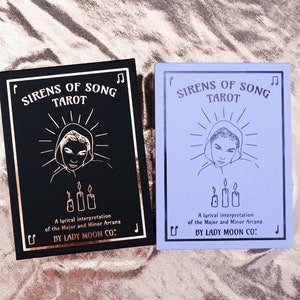 SIRENS OF SONG
TAROT
A lyrical interpretation
of the Major and Minor Arcana
BY LADY MOON CO.
SIRENS OF SONG
TAROT
A lyrical interpretation
of the Major and Minor Arcana
BY LADY MOON CO.